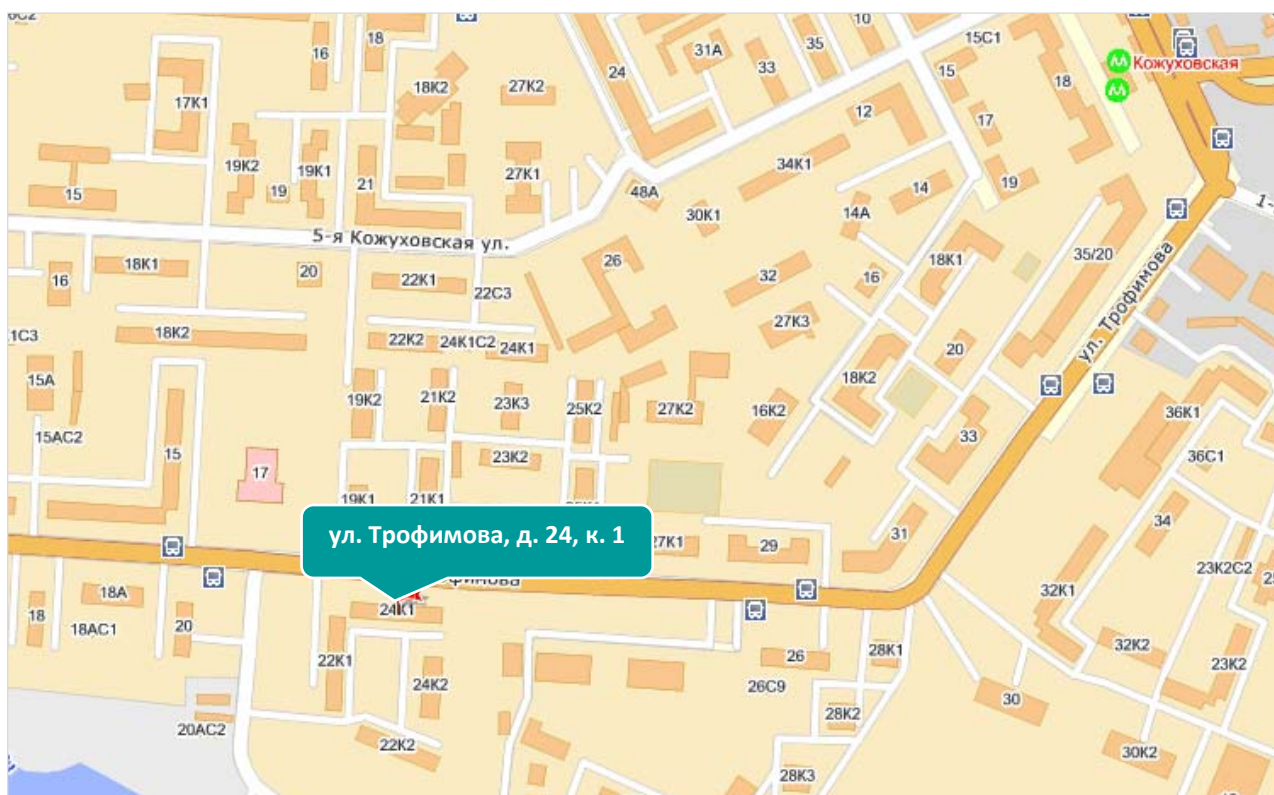 16
18
10
35
31А
33
15С1
24
15
18
Кожуховская
18К2
27К2
17К1
12
17
34К1
19К2
19К1
27К1
15
19
21
48А
14
19
30К1
14А
5-я Кожуховская ул.
18К1
26
18К1
35/20
ул. Трофимова
16
20
22К1
22С3
32
16
27К3
18К2
22К2
24К1С2
24К1
20
15А
18К2
19К2
21К2
23К3
25К2
27К2
16К2
36К1
15АС2
33
15
23К2
36С1
17
19К1
21К1
34
ул. Трофимова, д. 24, к. 1
27К1
29
31
23К2С2
18А
32К1
24К1
18
18АС1
20
32К2
22К1
26
28К1
23К2
24К2
26С9
30
20АС2
28К2
22К2
30К2
28К3